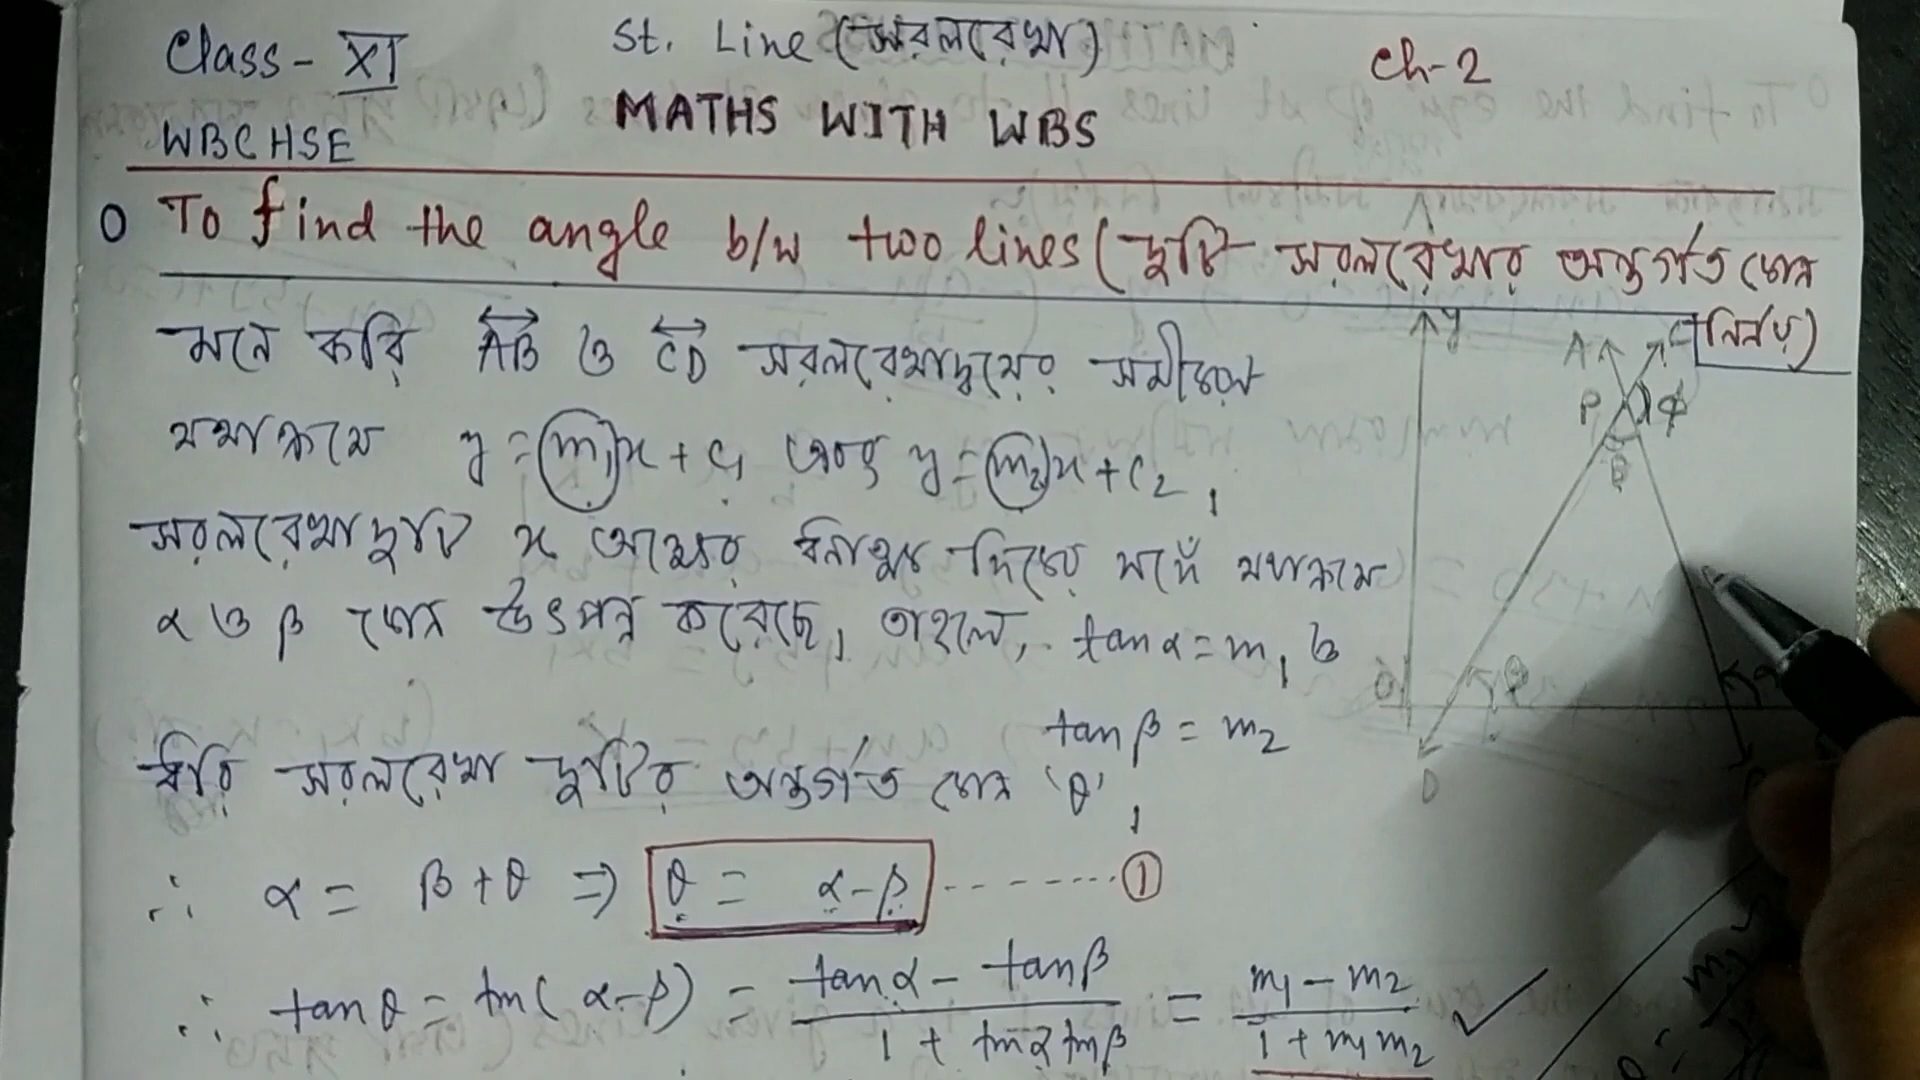 Class- XI
St. Line (সরলরেখা)
Ch-2
WBCHSE
MATHS WITH WBS
To find the angle b/w two lines (দুটি সরলরেখার অন্তর্গত কোন
নির্ণয়)
মনে করি AB ও CD সরলরেখাদ্বয়ের সমীকরণ
যথাক্রমে y = m₁x + c₁ এবং y = m₂x + c₂,
সরলরেখাদুটি x অক্ষের ধনাত্মক দিকের সঙ্গে যথাক্রমে
α ও β কোন উৎপন্ন করেছে, তাহলে, tan α = m₁ &
tan β = m₂
ধরি সরলরেখা দুটির অন্তর্গত কোন 'θ',
∴ α = β + θ ⇒ θ = α - β -------- ①
∴ tan θ = tan(α - β) = (tan α - tan β)/(1 + tan α tan β) = (m₁ - m₂)/(1 + m₁m₂) ✓
y
A
C
P
φ
θ
O
β
D